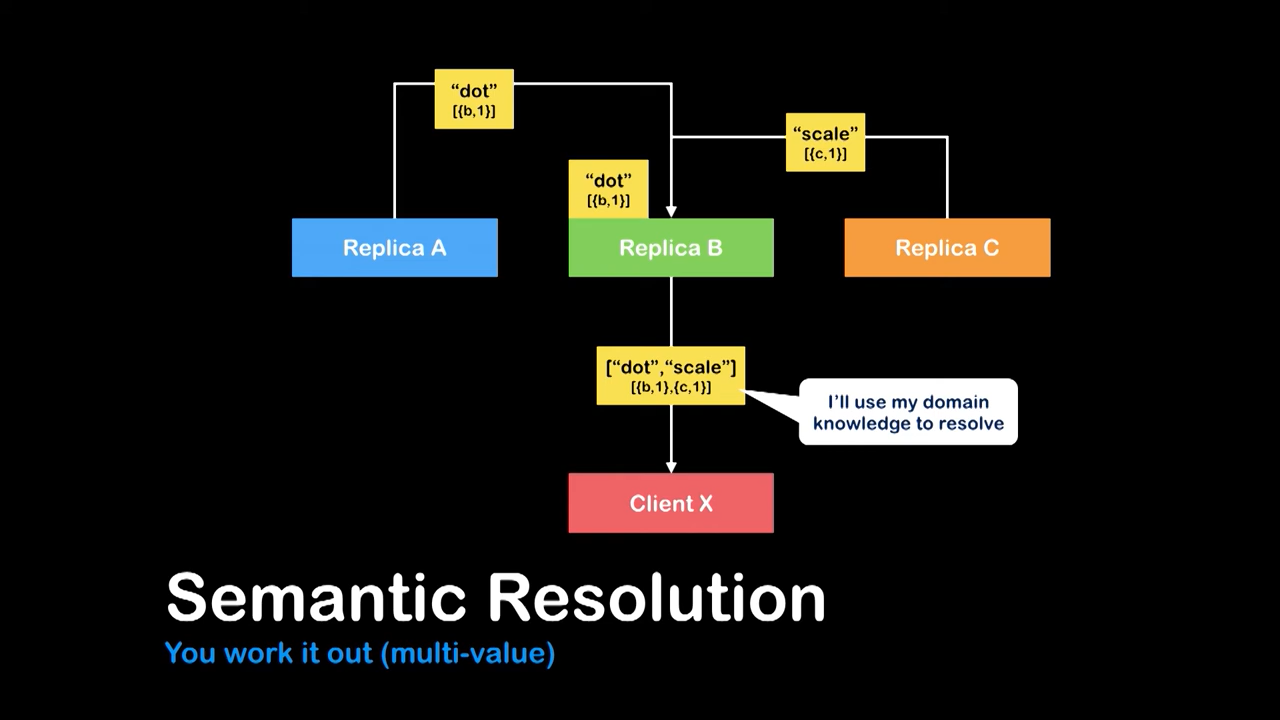 “dot”
[{b,1}]
“scale”
[{c,1}]
“dot”
[{b,1}]
Replica A
Replica B
Replica C
[“dot”,“scale”]
[{b,1},{c,1}]
I’ll use my domain
knowledge to resolve
Client X
Semantic Resolution
You work it out (multi-value)